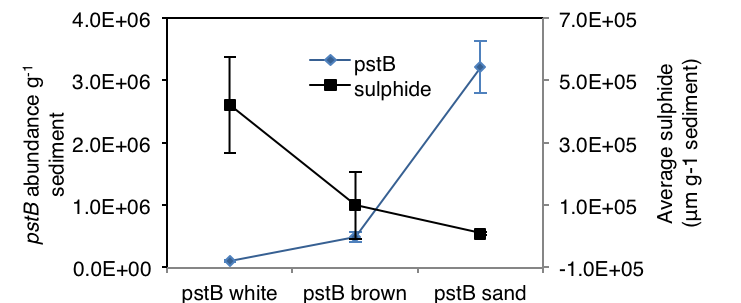 4.0E+06
3.0E+06
2.0E+06
1.0E+06
0.0E+00
pstB abundance g-1
sediment
pstB
sulphide
7.0E+05
5.0E+05
3.0E+05
1.0E+05
-1.0E+05
Average sulphide
(µm g-1 sediment)
pstB white pstB brown pstB sand